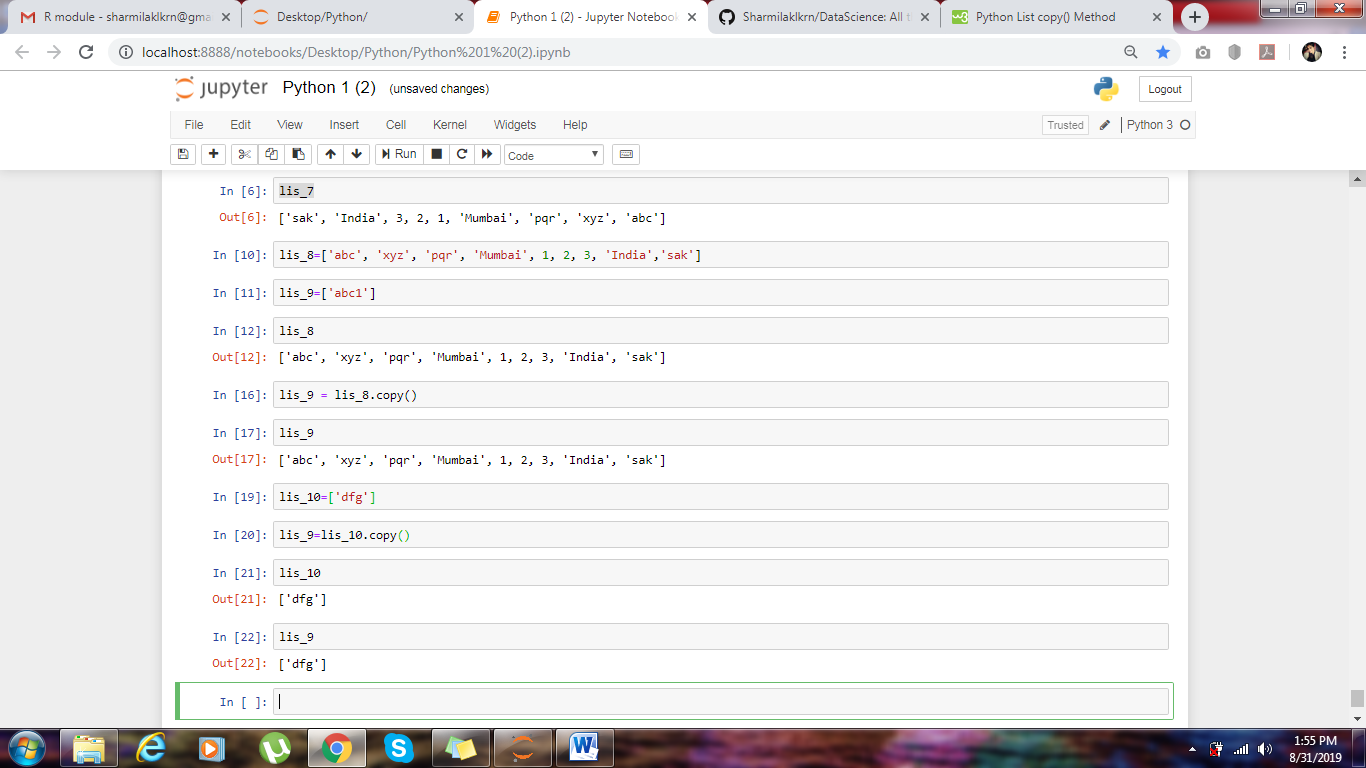 R module - sharmilaklkrn@gma
Desktop/Python/
Python 1 (2) - Jupyter Notebook
Sharmilaklkrn/DataScience: All t
Python List copy() Method
localhost:8888/notebooks/Desktop/Python/Python%201%20(2).ipynb
jupyter Python 1 (2) (unsaved changes) Logout
File Edit View Insert Cell Kernel Widgets Help Trusted Python 3
Run Code
In [6]: lis_7
Out[6]: ['sak', 'India', 3, 2, 1, 'Mumbai', 'pqr', 'xyz', 'abc']
In [10]: lis_8=['abc', 'xyz', 'pqr', 'Mumbai', 1, 2, 3, 'India','sak']
In [11]: lis_9=['abc1']
In [12]: lis_8
Out[12]: ['abc', 'xyz', 'pqr', 'Mumbai', 1, 2, 3, 'India', 'sak']
In [16]: lis_9 = lis_8.copy()
In [17]: lis_9
Out[17]: ['abc', 'xyz', 'pqr', 'Mumbai', 1, 2, 3, 'India', 'sak']
In [19]: lis_10=['dfg']
In [20]: lis_9=lis_10.copy()
In [21]: lis_10
Out[21]: ['dfg']
In [22]: lis_9
Out[22]: ['dfg']
In [ ]:
1:55 PM
8/31/2019